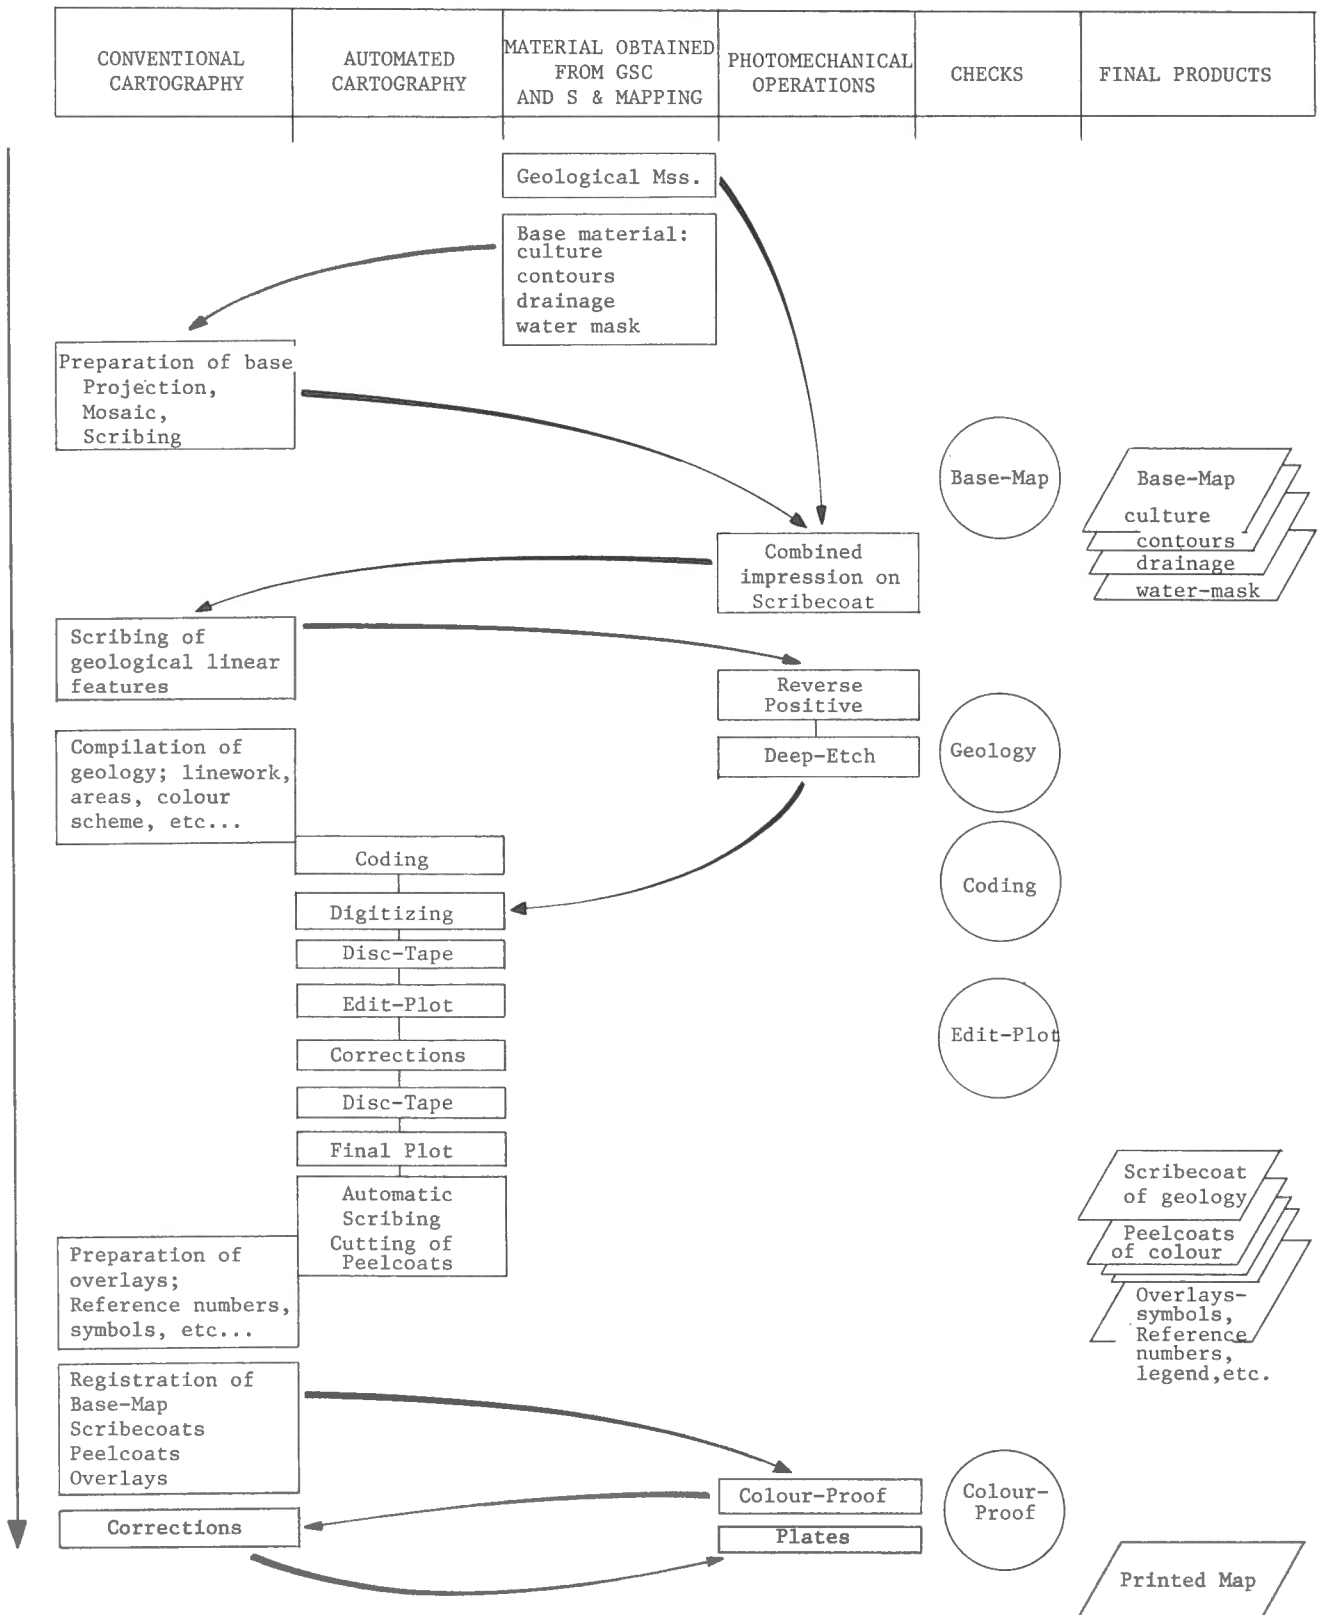 CONVENTIONAL
CARTOGRAPHY
AUTOMATED
CARTOGRAPHY
MATERIAL OBTAINED
FROM GSC
AND S & MAPPING
PHOTOMECHANICAL
OPERATIONS
CHECKS
FINAL PRODUCTS
Geological Mss.
Base material:
culture
contours
drainage
water mask
Preparation of base
Projection,
Mosaic,
Scribing
Base-Map
Base-Map
culture
contours
drainage
water-mask
Combined
impression on
Scribecoat
Scribing of
geological linear
features
Reverse
Positive
Deep-Etch
Geology
Compilation of
geology; linework,
areas, colour
scheme, etc...
Coding
Coding
Digitizing
Disc-Tape
Edit-Plot
Edit-Plot
Corrections
Disc-Tape
Final Plot
Automatic
Scribing
Cutting of
Peelcoats
Scribecoat
of geology
Peelcoats
of colour
Overlays-
symbols,
Reference
numbers,
legend,etc.
Preparation of
overlays;
Reference numbers,
symbols, etc...
Registration of
Base-Map
Scribecoats
Peelcoats
Overlays
Colour-Proof
Colour-
Proof
Corrections
Plates
Printed Map